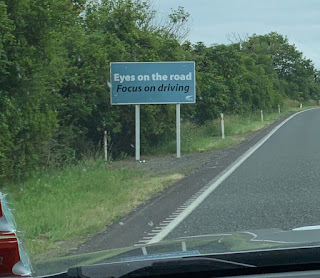 Eyes on the road
Focus on driving